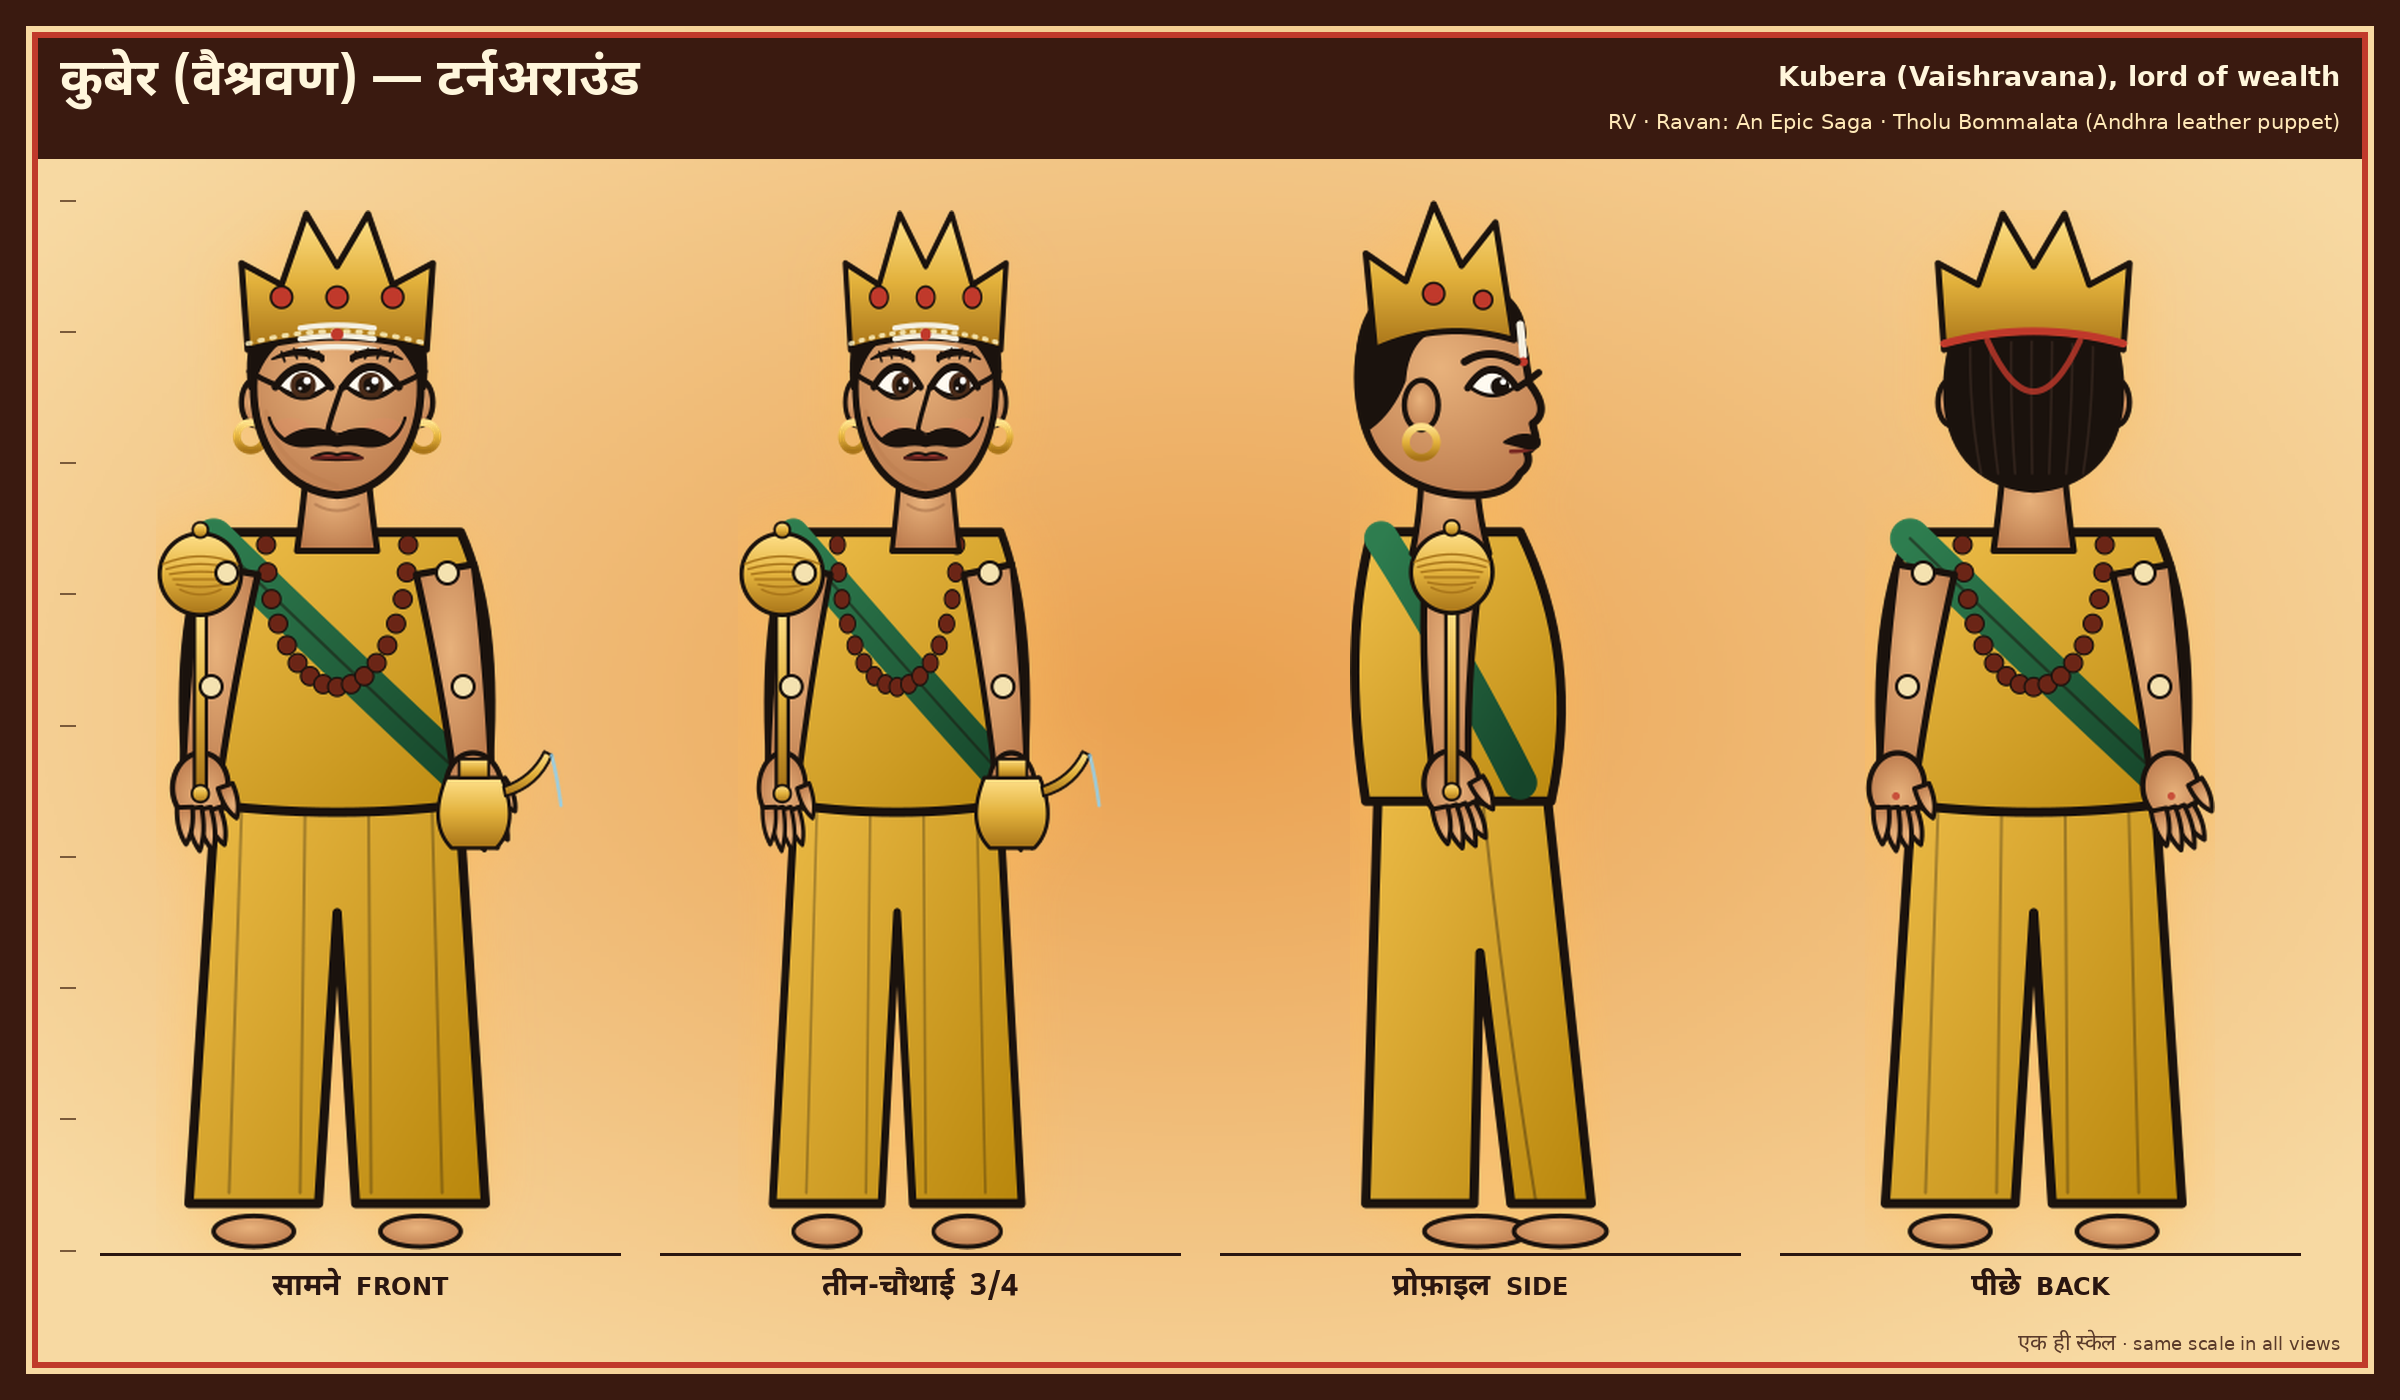 कुबेर (वैश्रवण) — टर्नअराउंड
Kubera (Vaishravana), lord of wealth
RV · Ravan: An Epic Saga · Tholu Bommalata (Andhra leather puppet)
सामने FRONT
तीन-चौथाई 3/4
प्रोफ़ाइल SIDE
पीछे BACK
एक ही स्केल · same scale in all views